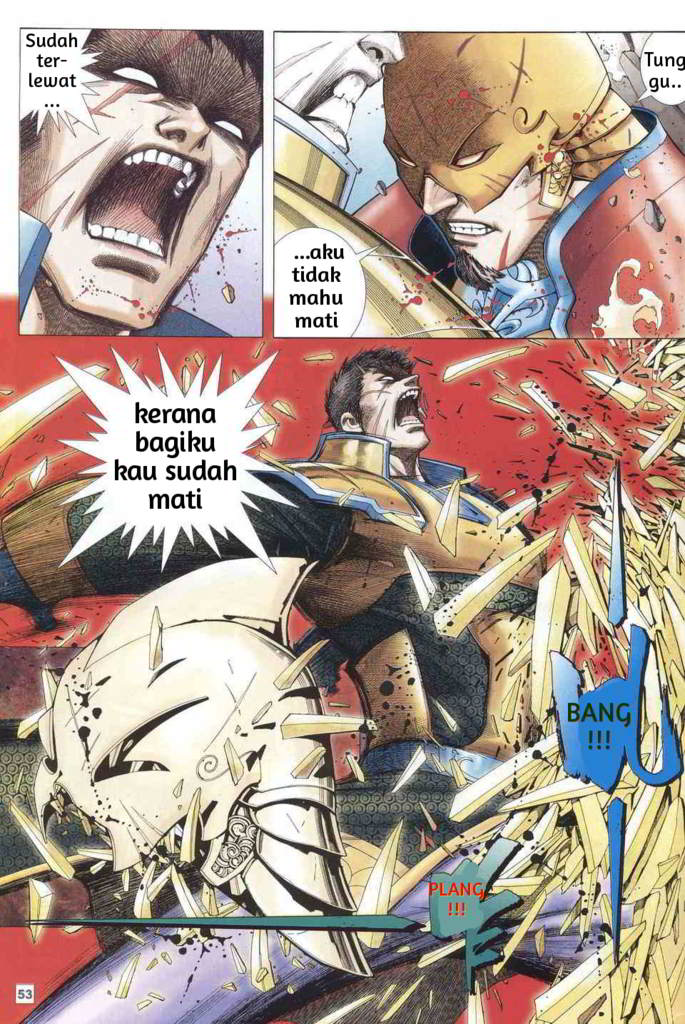 Sudah
ter-
lewat
...
Tung
gu..
...aku
tidak
mahu
mati
kerana
bagiku
kau sudah
mati
BANG
!!!
PLANG
!!!
53